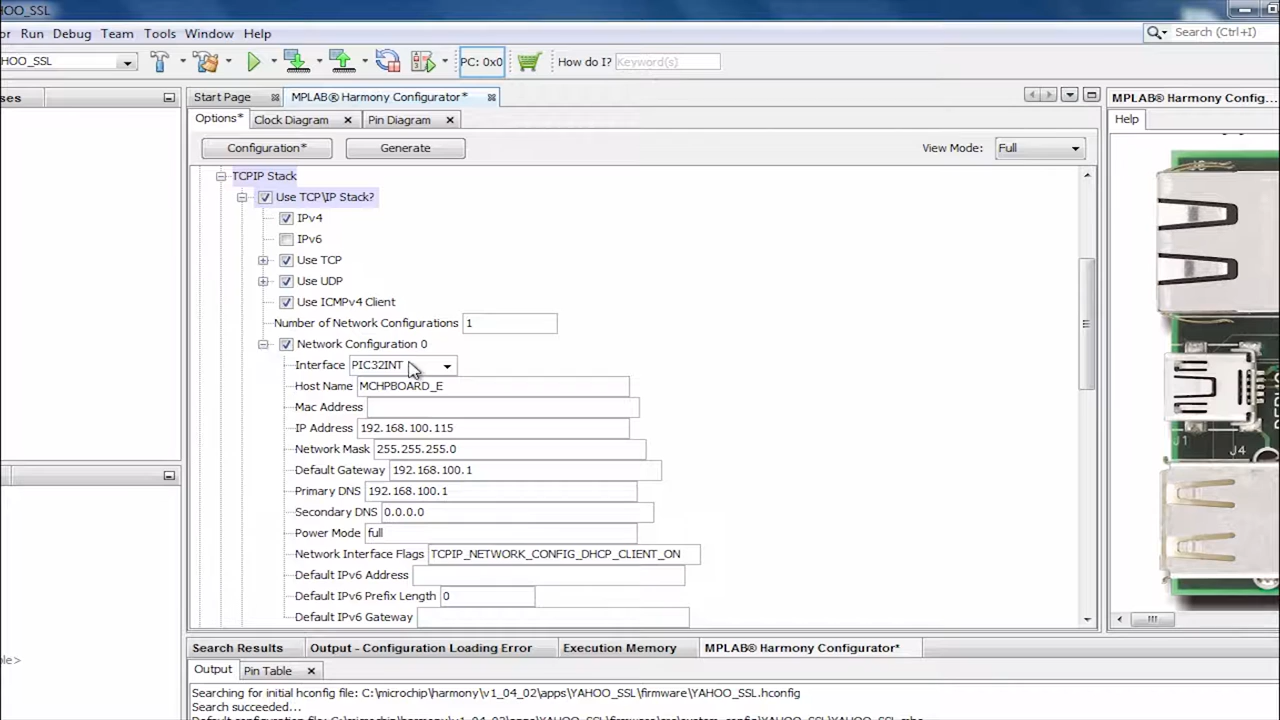 YAHOO_SSL
or Run Debug Team Tools Window Help
Search (Ctrl+I)
AHOO_SSL
PC: 0x0
How do I? Keyword(s)
ses
Start Page MPLAB® Harmony Configurator*
MPLAB® Harmony Config...
Options* Clock Diagram Pin Diagram
Help
Configuration* Generate
View Mode: Full
TCPIP Stack
Use TCP\IP Stack?
IPv4
IPv6
Use TCP
Use UDP
Use ICMPv4 Client
Number of Network Configurations 1
Network Configuration 0
Interface PIC32INT
Host Name MCHPBOARD_E
Mac Address
IP Address 192.168.100.115
Network Mask 255.255.255.0
Default Gateway 192.168.100.1
Primary DNS 192.168.100.1
Secondary DNS 0.0.0.0
Power Mode full
Network Interface Flags TCPIP_NETWORK_CONFIG_DHCP_CLIENT_ON
Default IPv6 Address
Default IPv6 Prefix Length 0
Default IPv6 Gateway
J1
J4
Search Results Output - Configuration Loading Error Execution Memory MPLAB® Harmony Configurator*
Output Pin Table
le>
Searching for initial hconfig file: C:\microchip\harmony\v1_04_02\apps\YAHOO_SSL\firmware\YAHOO_SSL.hconfig
Search succeeded...